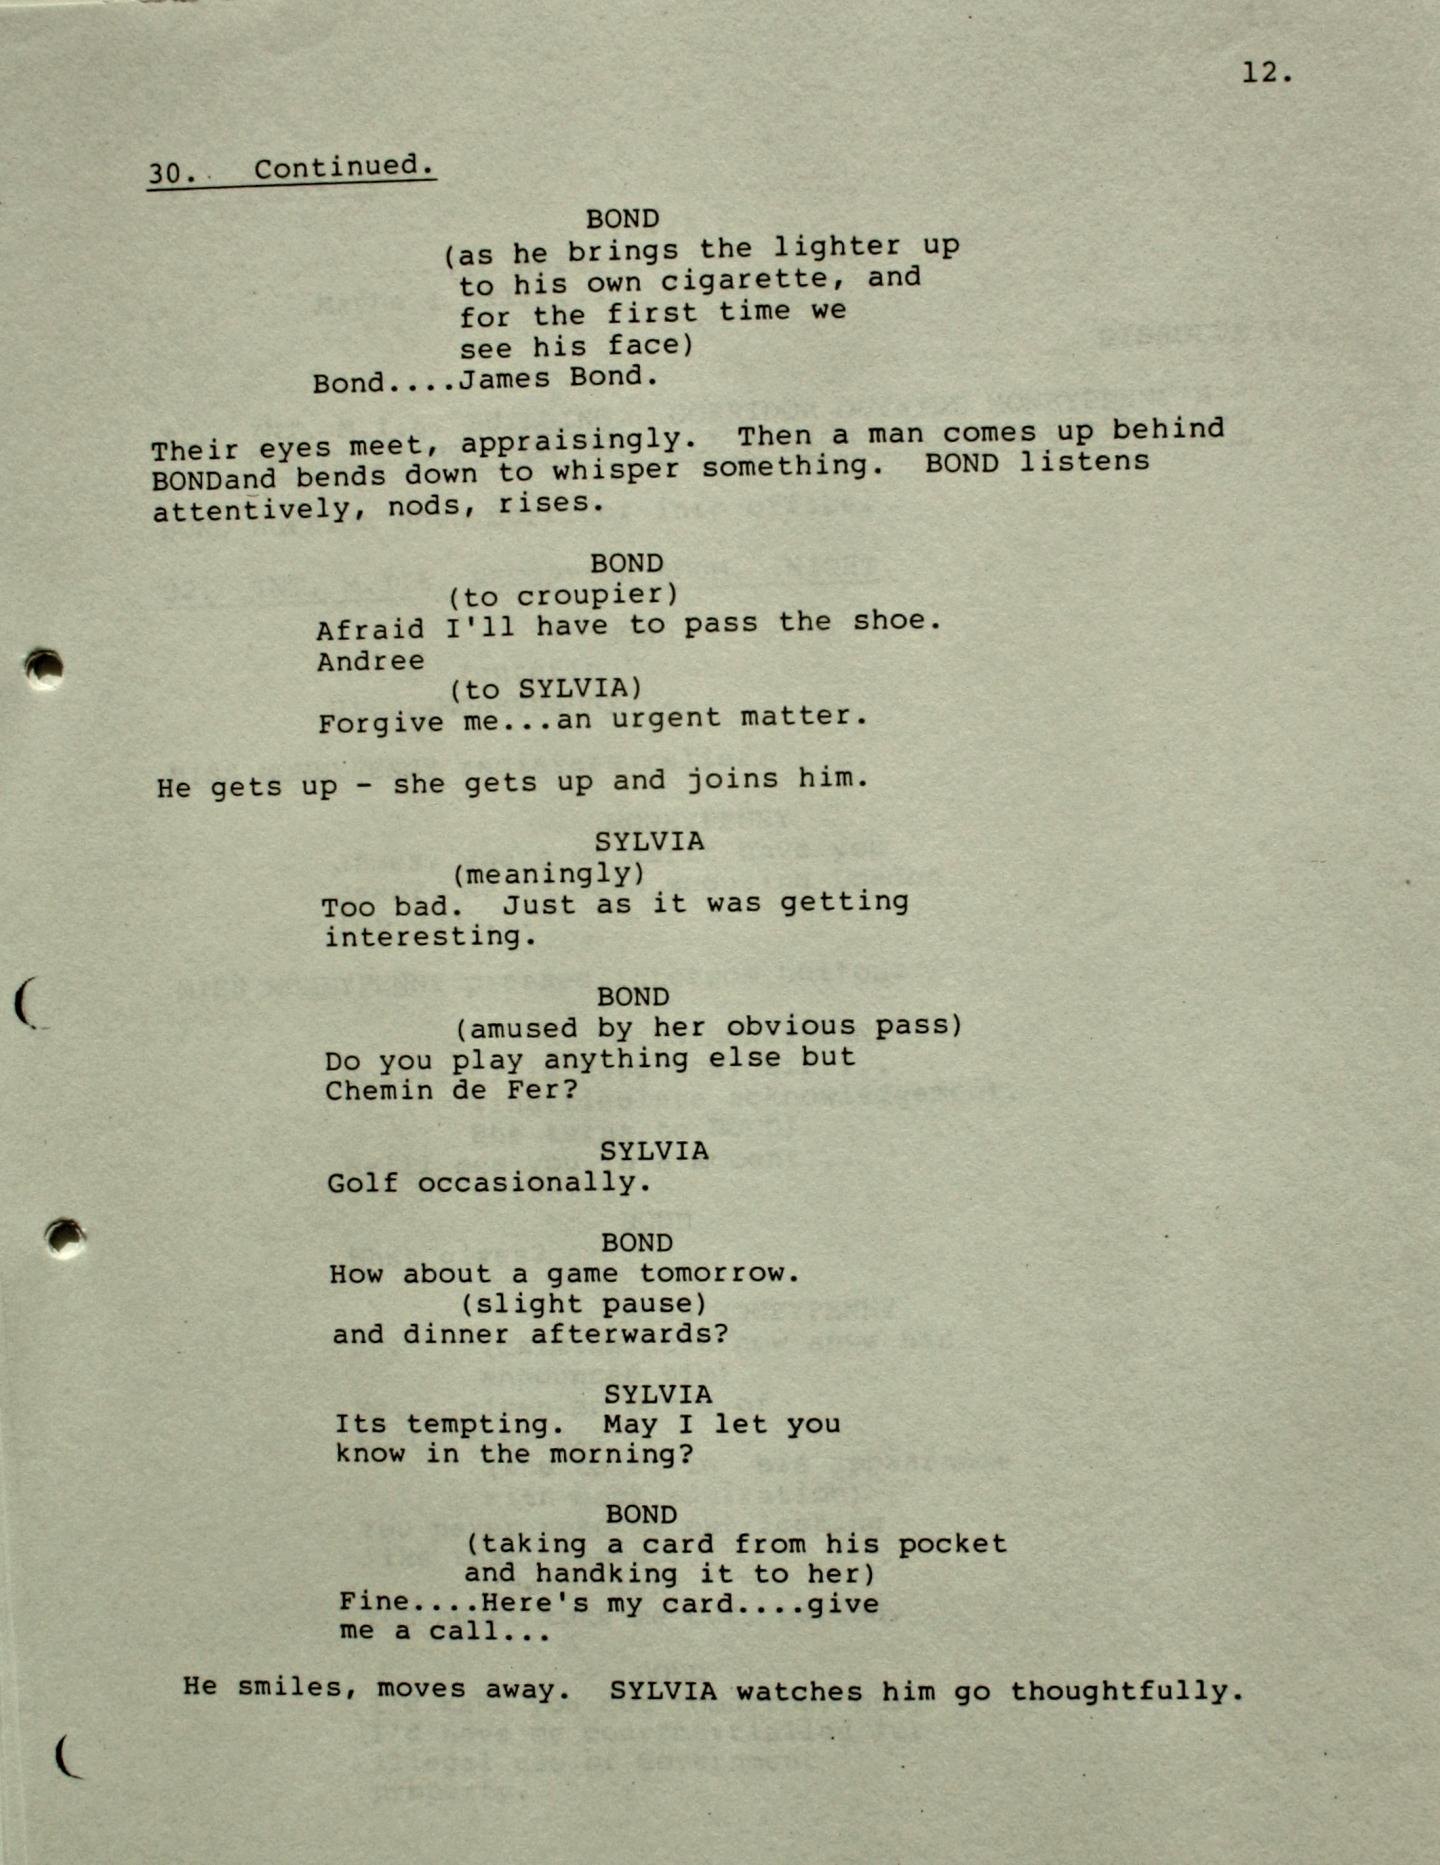 12.
30. Continued.
BOND
(as he brings the lighter up
to his own cigarette, and
for the first time we
see his face)
Bond....James Bond.
Their eyes meet, appraisingly. Then a man comes up behind
BONDand bends down to whisper something. BOND listens
attentively, nods, rises.
BOND
(to croupier)
Afraid I'll have to pass the shoe.
Andree
(to SYLVIA)
Forgive me...an urgent matter.
He gets up - she gets up and joins him.
SYLVIA
(meaningly)
Too bad. Just as it was getting
interesting.
BOND
(amused by her obvious pass)
Do you play anything else but
Chemin de Fer?
SYLVIA
Golf occasionally.
BOND
How about a game tomorrow.
(slight pause)
and dinner afterwards?
SYLVIA
Its tempting. May I let you
know in the morning?
BOND
(taking a card from his pocket
and handking it to her)
Fine....Here's my card....give
me a call...
He smiles, moves away. SYLVIA watches him go thoughtfully.